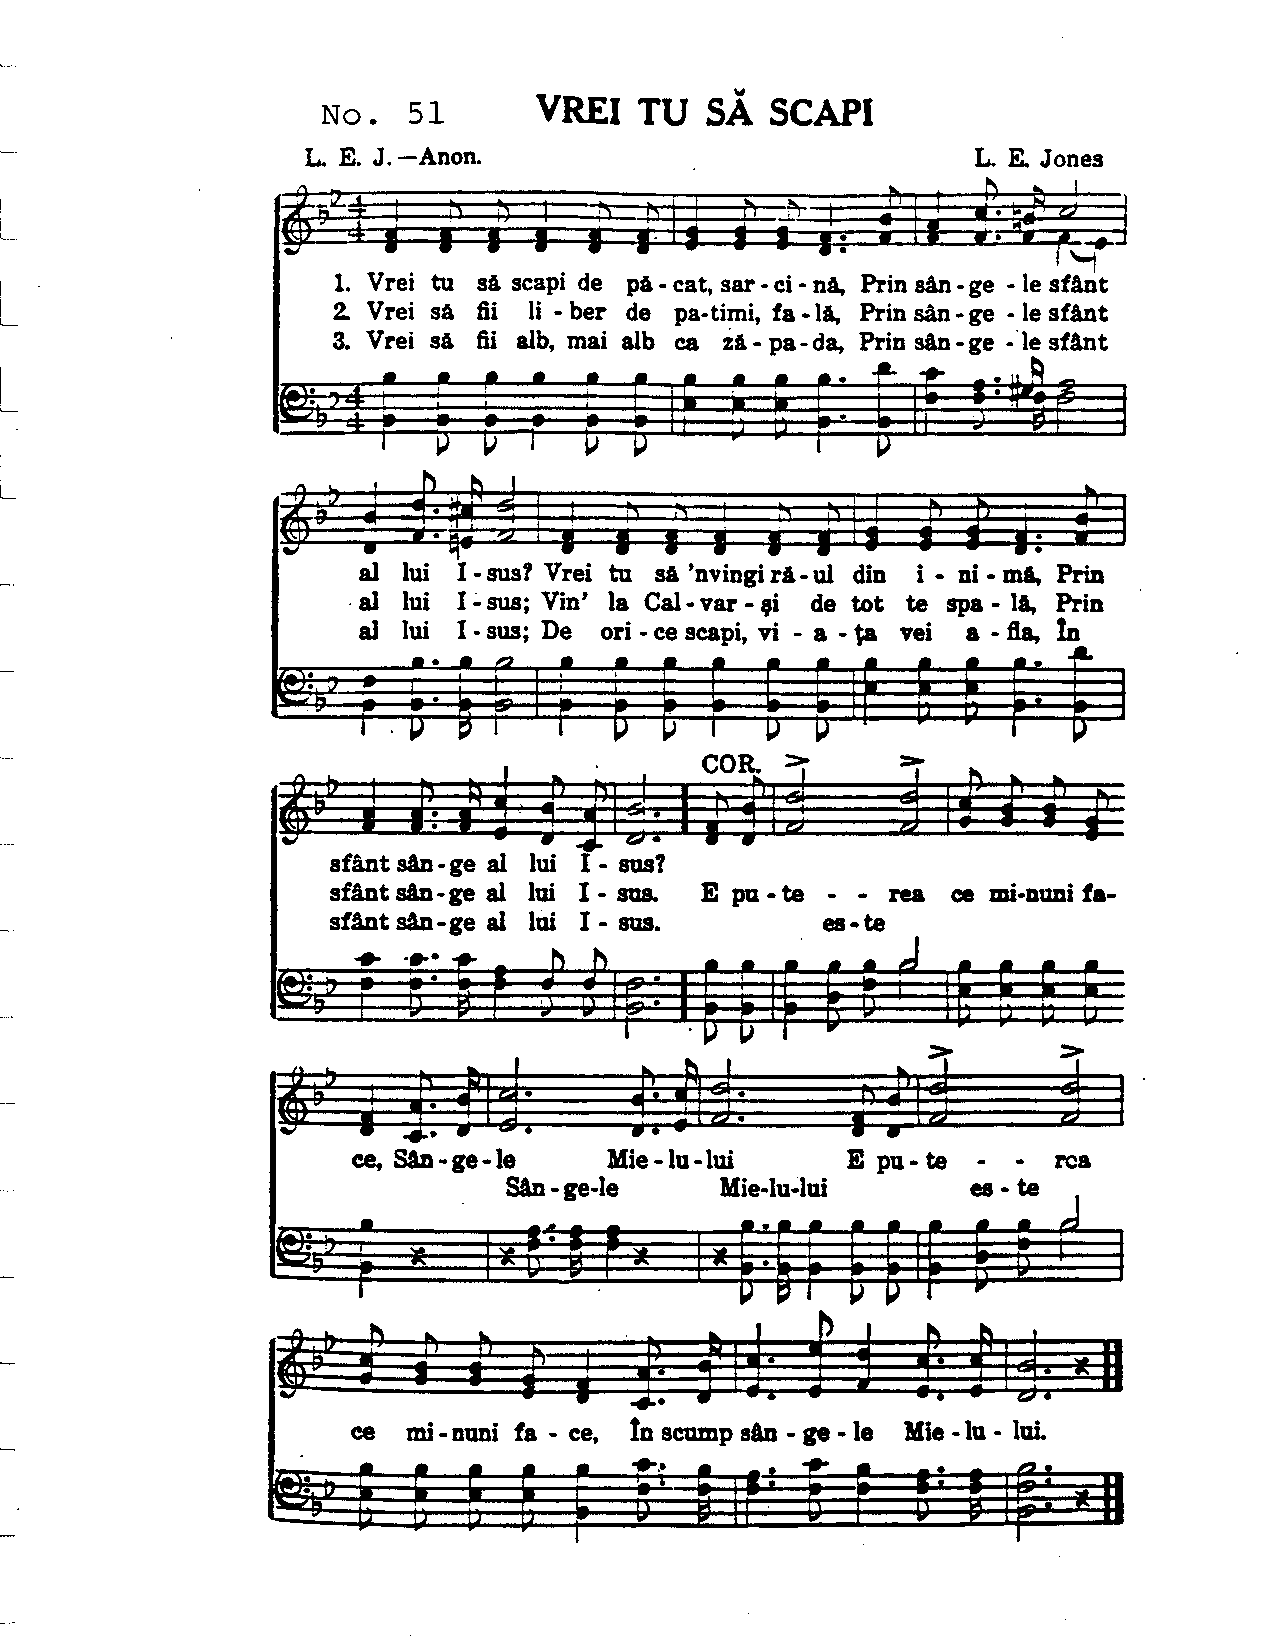 No. 51 VREI TU SĂ SCAPI
L. E. J.—Anon. L. E. Jones
1. Vrei tu să scapi de pă-cat, sar-ci-nă, Prin sân-ge-le sfânt
2. Vrei să fii li-ber de pa-timi, fa-lă, Prin sân-ge-le sfânt
3. Vrei să fii alb, mai alb ca ză-pa-da, Prin sân-ge-le sfânt
al lui I-sus? Vrei tu să 'nvingi ră-ul din i-ni-mă, Prin
al lui I-sus; Vin' la Cal-var-și de tot te spa-lă, Prin
al lui I-sus; De ori-ce scapi, vi-a-ţa vei a-fla, În
COR.
sfânt sân-ge al lui I-sus?
sfânt sân-ge al lui I-sus. E pu-te - - rea ce mi-nuni fa-
sfânt sân-ge al lui I-sus. es-te
ce, Sân-ge-le Mie-lu-lui E pu-te - - rea
Sân-ge-le Mie-lu-lui es-te
ce mi-nuni fa-ce, În scump sân-ge-le Mie-lu-lui.